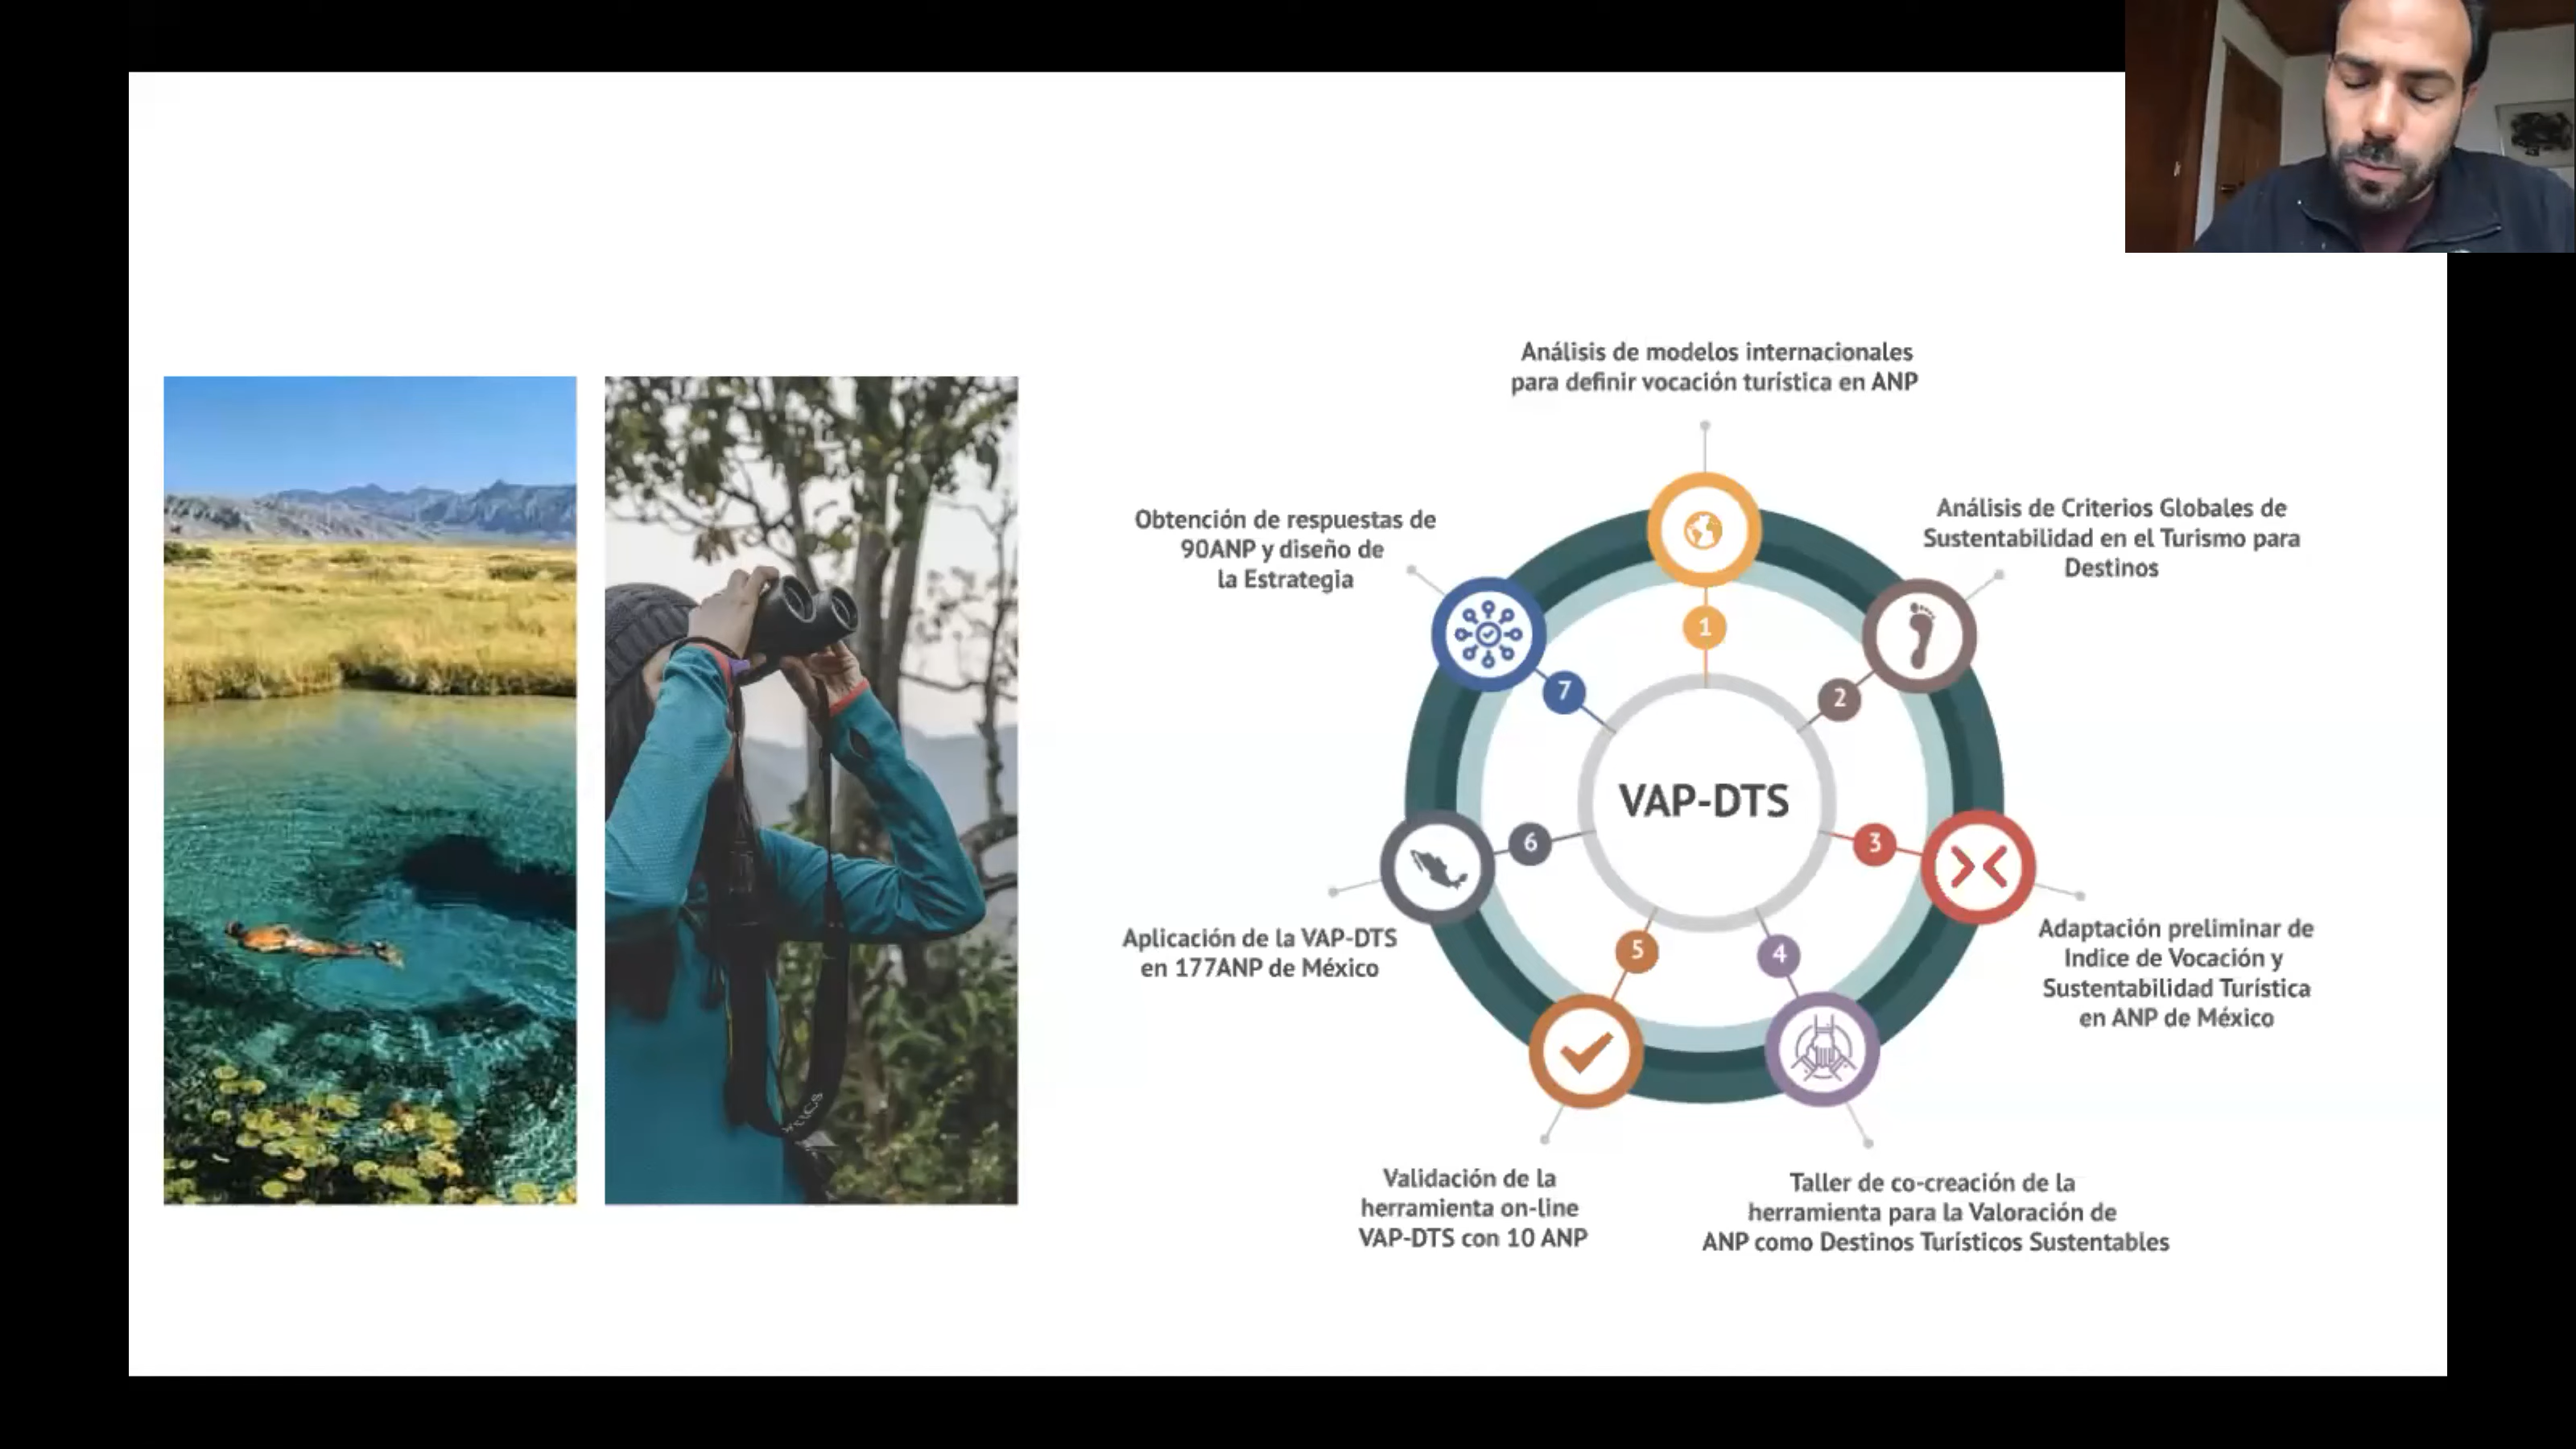 Análisis de modelos internacionales
para definir vocación turística en ANP
1
Análisis de Criterios Globales de
Sustentabilidad en el Turismo para
Destinos
2
3
Adaptación preliminar de
Indice de Vocación y
Sustentabilidad Turística
en ANP de México
4
Taller de co-creación de la
herramienta para la Valoración de
ANP como Destinos Turísticos Sustentables
5
Validación de la
herramienta on-line
VAP-DTS con 10 ANP
6
Aplicación de la VAP-DTS
en 177ANP de México
7
Obtención de respuestas de
90ANP y diseño de
la Estrategia
VAP-DTS